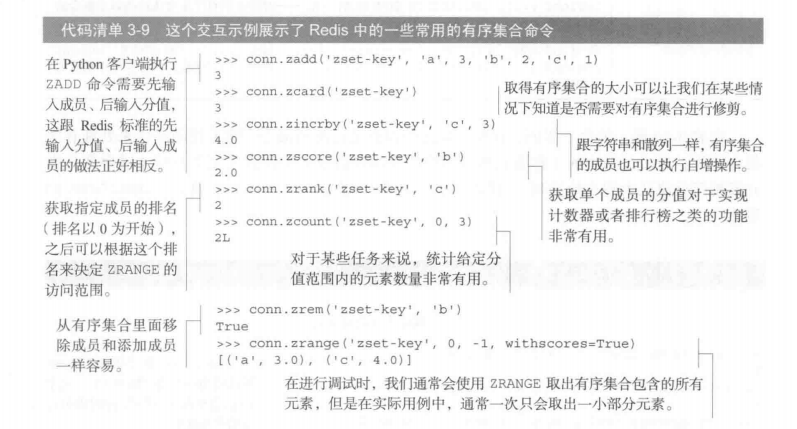 代码清单 3-9 这个交互示例展示了 Redis 中的一些常用的有序集合命令
在 Python 客户端执行
ZADD 命令需要先输
入成员、后输入分值,
这跟 Redis 标准的先
输入分值、后输入成
员的做法正好相反。
>>> conn.zadd('zset-key', 'a', 3, 'b', 2, 'c', 1)
3
>>> conn.zcard('zset-key')
3
取得有序集合的大小可以让我们在某些情
况下知道是否需要对有序集合进行修剪。
>>> conn.zincrby('zset-key', 'c', 3)
4.0
跟字符串和散列一样,有序集合
的成员也可以执行自增操作。
>>> conn.zscore('zset-key', 'b')
2.0
获取单个成员的分值对于实现
计数器或者排行榜之类的功能
非常有用。
获取指定成员的排名
(排名以 0 为开始),
之后可以根据这个排
名来决定 ZRANGE 的
访问范围。
>>> conn.zrank('zset-key', 'c')
2
>>> conn.zcount('zset-key', 0, 3)
2L
对于某些任务来说,统计给定分
值范围内的元素数量非常有用。
从有序集合里面移
除成员和添加成员
一样容易。
>>> conn.zrem('zset-key', 'b')
True
>>> conn.zrange('zset-key', 0, -1, withscores=True)
[('a', 3.0), ('c', 4.0)]
在进行调试时,我们通常会使用 ZRANGE 取出有序集合包含的所有
元素,但是在实际用例中,通常一次只会取出一小部分元素。